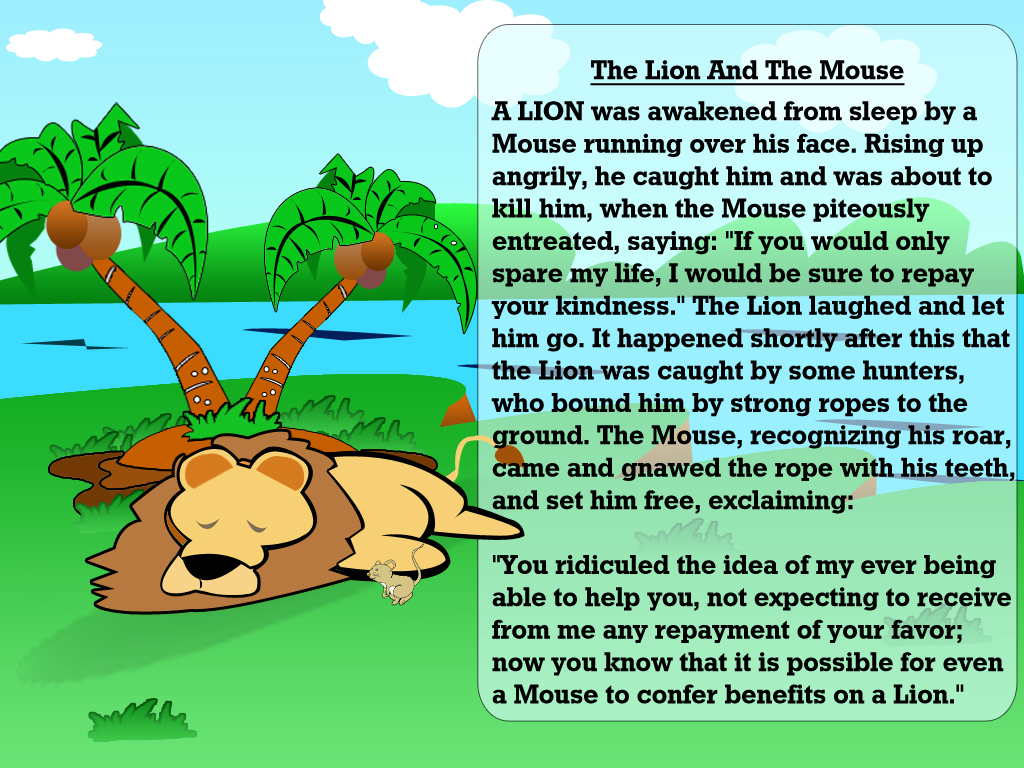 The Lion And The Mouse
A LION was awakened from sleep by a
Mouse running over his face. Rising up
angrily, he caught him and was about to
kill him, when the Mouse piteously
entreated, saying: "If you would only
spare my life, I would be sure to repay
your kindness." The Lion laughed and let
him go. It happened shortly after this that
the Lion was caught by some hunters,
who bound him by strong ropes to the
ground. The Mouse, recognizing his roar,
came and gnawed the rope with his teeth,
and set him free, exclaiming:
"You ridiculed the idea of my ever being
able to help you, not expecting to receive
from me any repayment of your favor;
now you know that it is possible for even
a Mouse to confer benefits on a Lion."